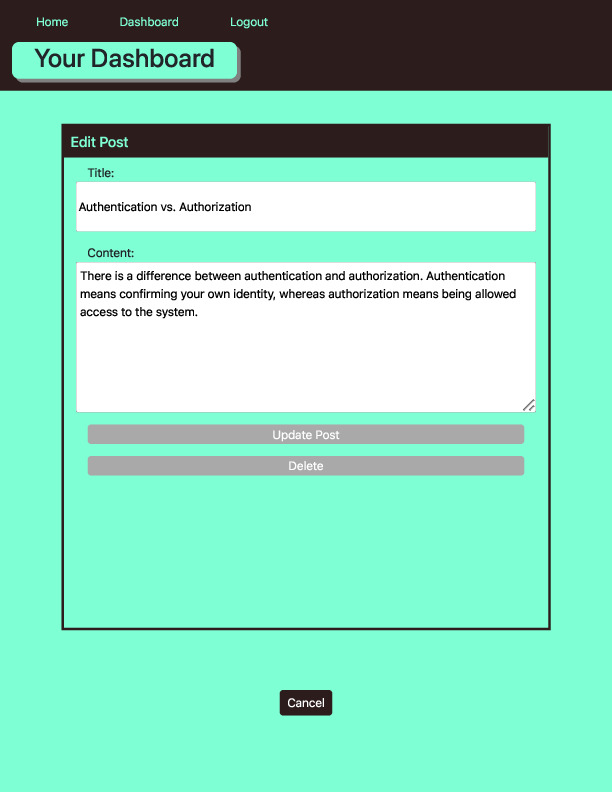 Home Dashboard Logout
Your Dashboard
Edit Post
Title:
Authentication vs. Authorization
Content:
There is a difference between authentication and authorization. Authentication
means confirming your own identity, whereas authorization means being allowed
access to the system.
Update Post
Delete
Cancel